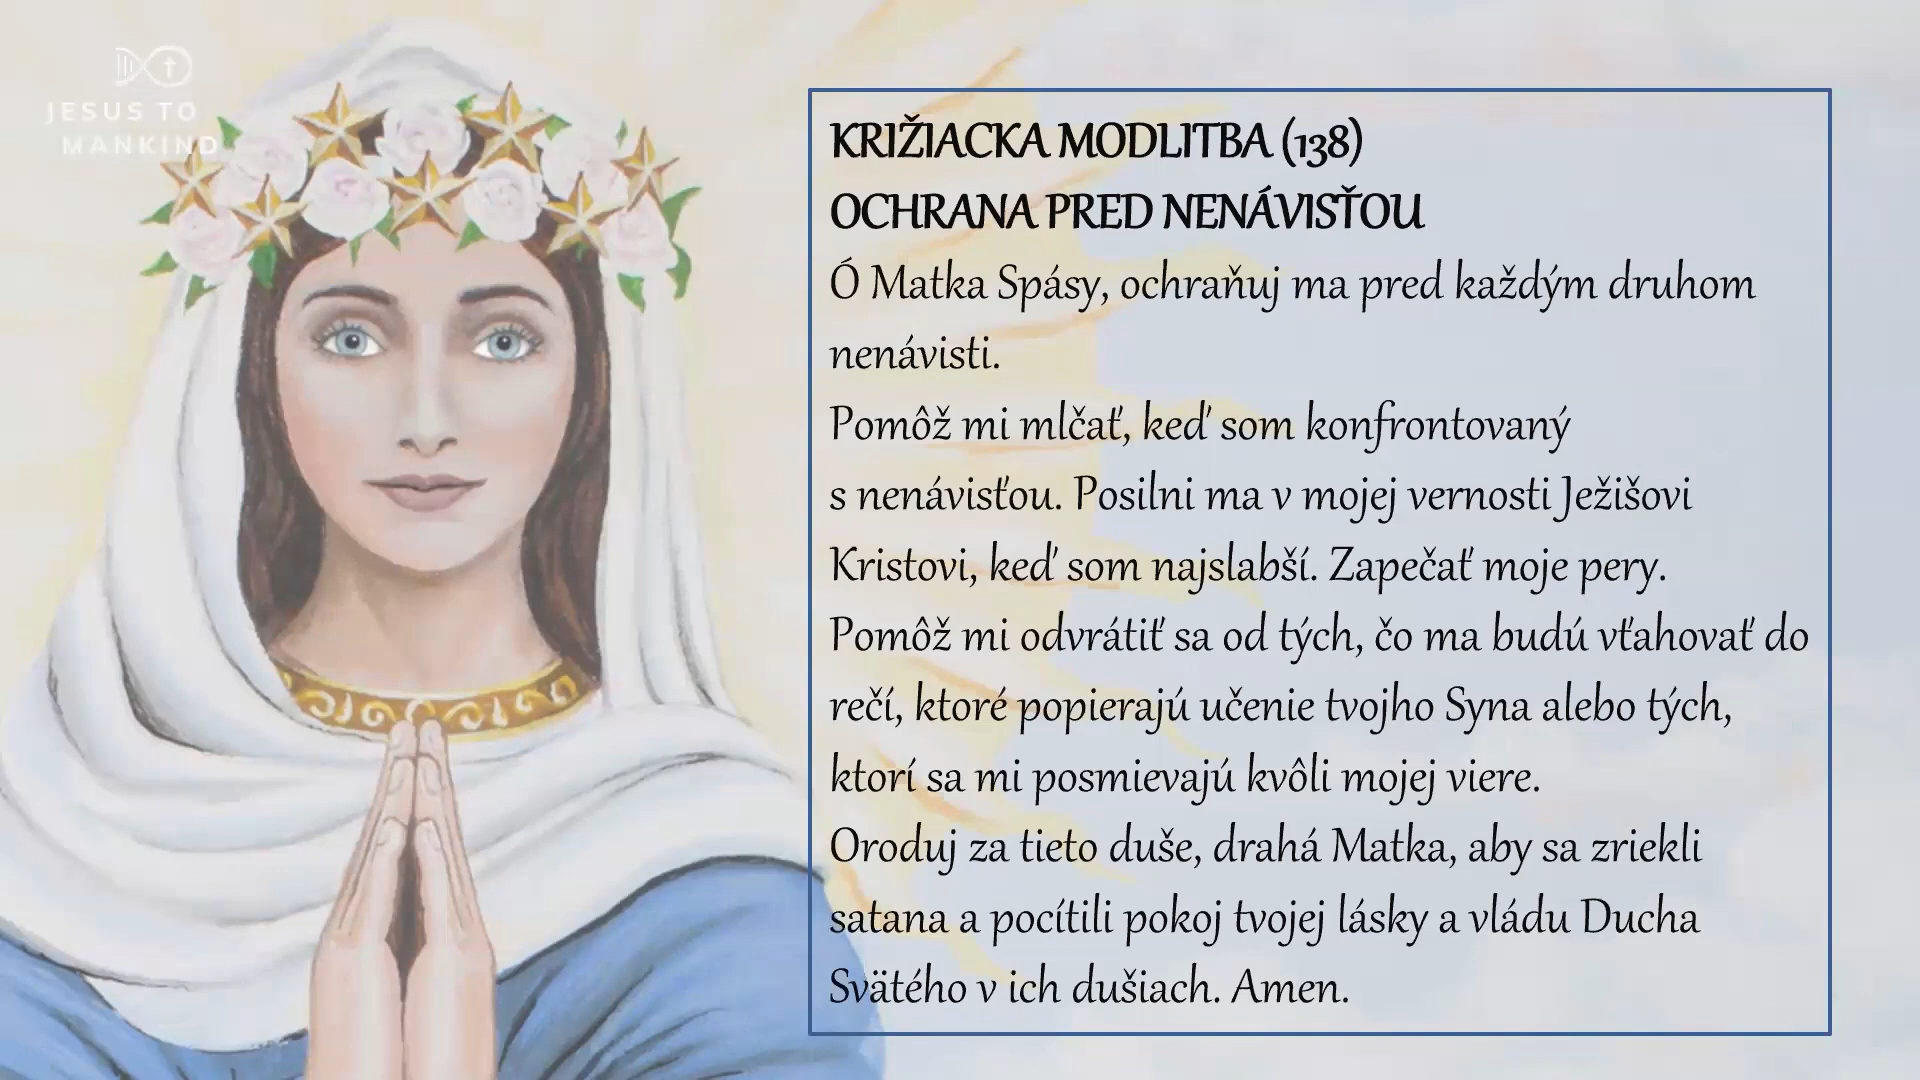 JESUS TO
MANKIND
KRIŽIACKA MODLITBA (138)
OCHRANA PRED NENÁVISŤOU
Ó Matka Spásy, ochraňuj ma pred každým druhom
nenávisti.
Pomôž mi mlčať, keď som konfrontovaný
s nenávisťou. Posilni ma v mojej vernosti Ježišovi
Kristovi, keď som najslabší. Zapečať moje pery.
Pomôž mi odvrátiť sa od tých, čo ma budú vťahovať do
rečí, ktoré popierajú učenie tvojho Syna alebo tých,
ktorí sa mi posmievajú kvôli mojej viere.
Oroduj za tieto duše, drahá Matka, aby sa zriekli
satana a pocítili pokoj tvojej lásky a vládu Ducha
Svätého v ich dušiach. Amen.